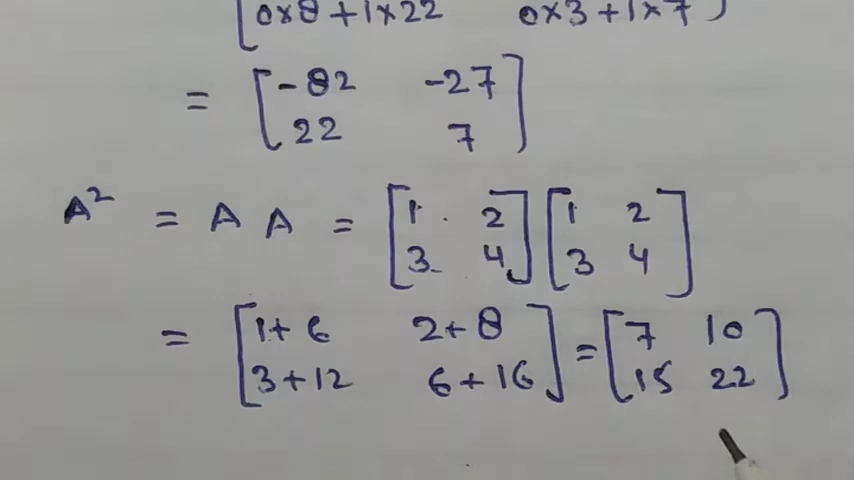 [0×8+1×22 0×3+1×7]
= [-82 -27
22 7]
A² = A A = [1 2 [1 2
3 4] 3 4]
= [1+6 2+8 = [7 10
3+12 6+16] 15 22]